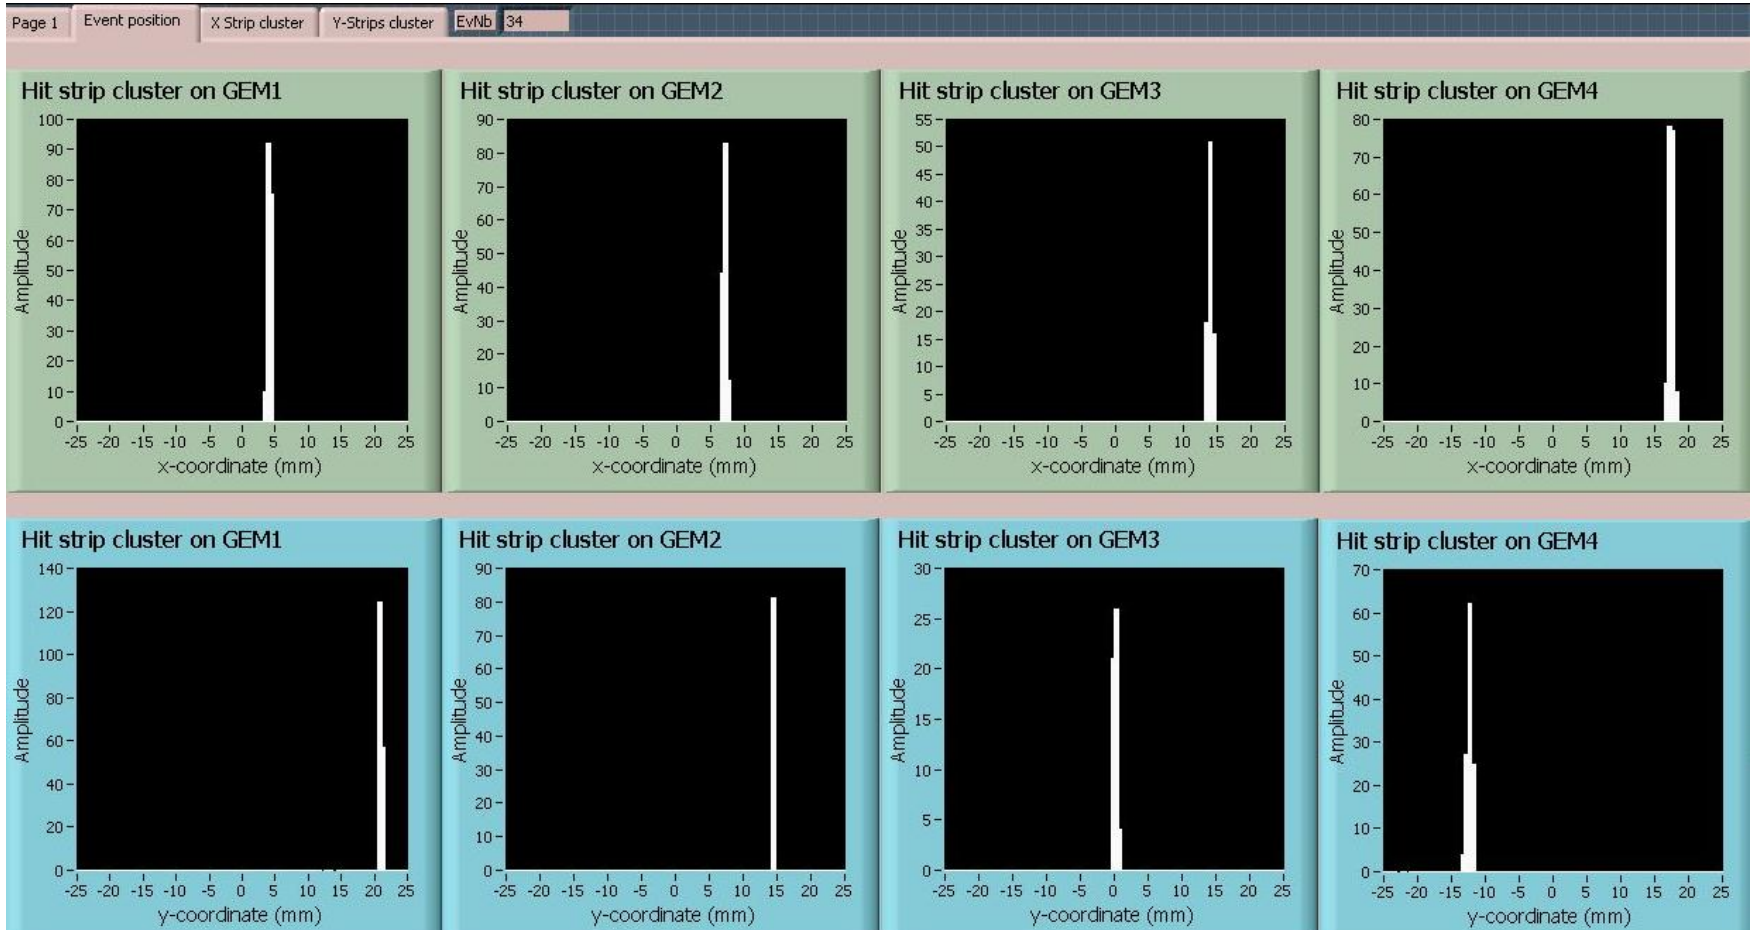 Page 1 Event position X Strip cluster Y-Strips cluster EvNb 34
Hit strip cluster on GEM1
100
90
80
70
60
50
40
30
20
10
0
Amplitude
-25 -20 -15 -10 -5 0 5 10 15 20 25
x-coordinate (mm)
Hit strip cluster on GEM2
90
80
70
60
50
40
30
20
10
0
Amplitude
-25 -20 -15 -10 -5 0 5 10 15 20 25
x-coordinate (mm)
Hit strip cluster on GEM3
55
50
45
40
35
30
25
20
15
10
5
0
Amplitude
-25 -20 -15 -10 -5 0 5 10 15 20 25
x-coordinate (mm)
Hit strip cluster on GEM4
80
70
60
50
40
30
20
10
0
Amplitude
-25 -20 -15 -10 -5 0 5 10 15 20 25
x-coordinate (mm)
Hit strip cluster on GEM1
140
120
100
80
60
40
20
0
Amplitude
-25 -20 -15 -10 -5 0 5 10 15 20 25
y-coordinate (mm)
Hit strip cluster on GEM2
90
80
70
60
50
40
30
20
10
0
Amplitude
-25 -20 -15 -10 -5 0 5 10 15 20 25
y-coordinate (mm)
Hit strip cluster on GEM3
30
25
20
15
10
5
0
Amplitude
-25 -20 -15 -10 -5 0 5 10 15 20 25
y-coordinate (mm)
Hit strip cluster on GEM4
70
60
50
40
30
20
10
0
Amplitude
-25 -20 -15 -10 -5 0 5 10 15 20 25
y-coordinate (mm)